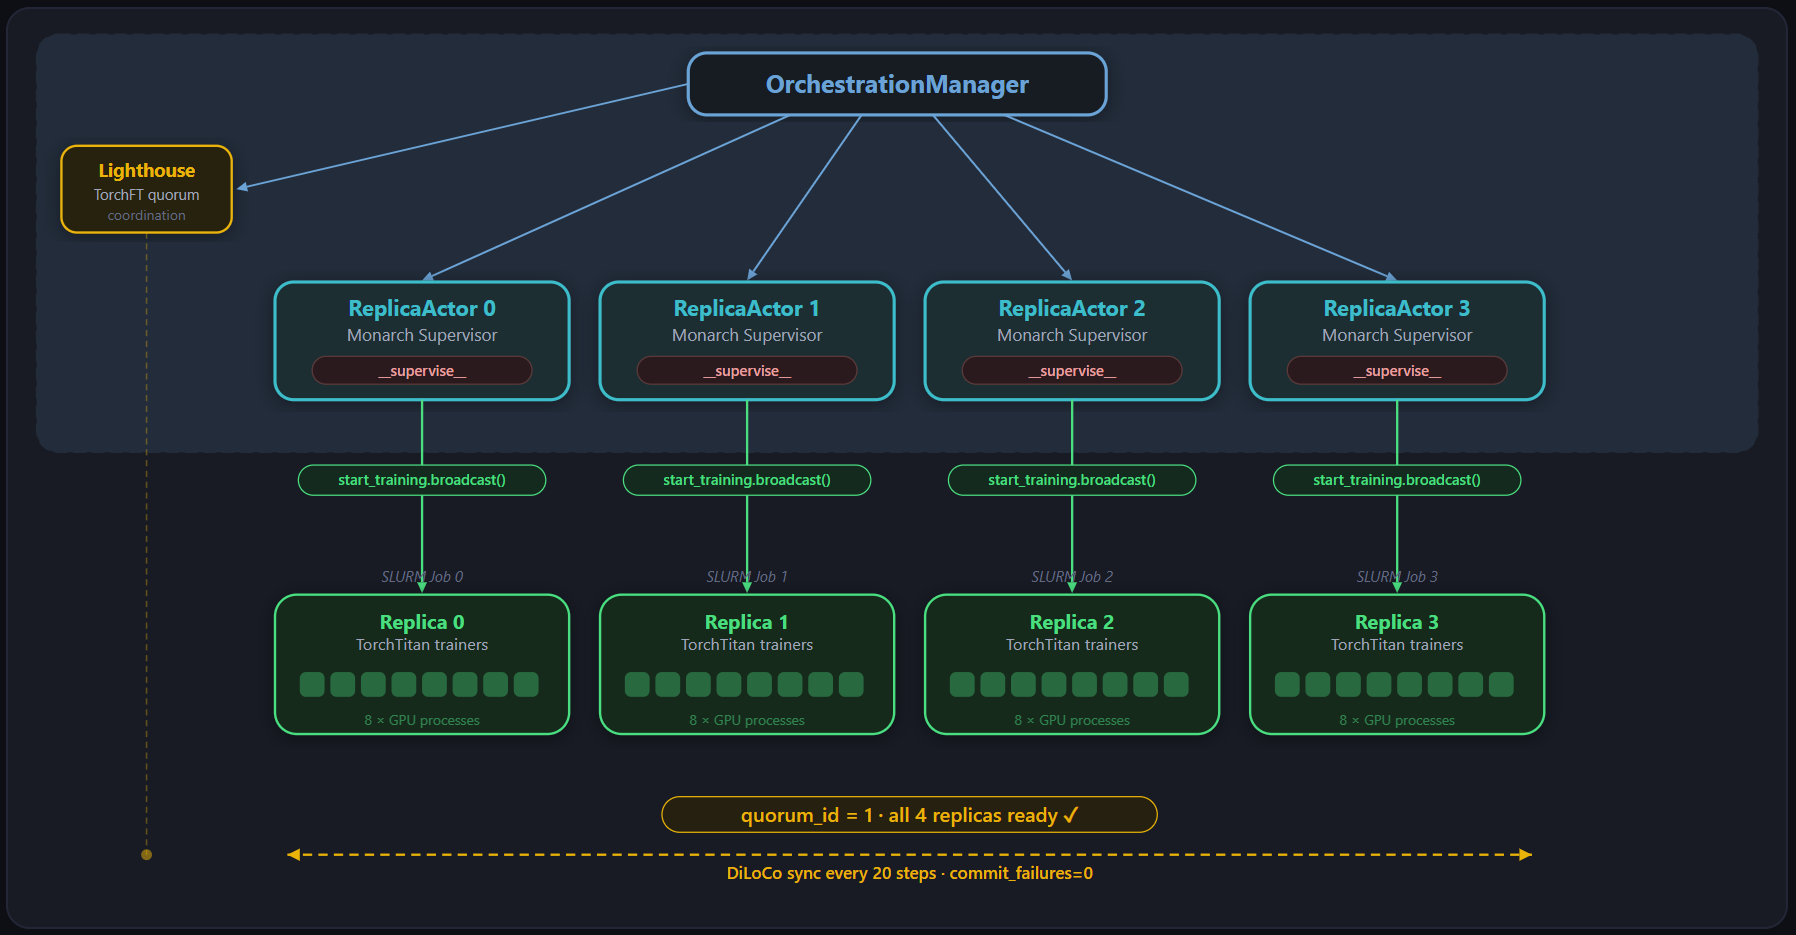 OrchestrationManager
Lighthouse
TorchFT quorum
coordination
ReplicaActor 0
Monarch Supervisor
__supervise__
ReplicaActor 1
Monarch Supervisor
__supervise__
ReplicaActor 2
Monarch Supervisor
__supervise__
ReplicaActor 3
Monarch Supervisor
__supervise__
start_training.broadcast()
start_training.broadcast()
start_training.broadcast()
start_training.broadcast()
SLURM Job 0
SLURM Job 1
SLURM Job 2
SLURM Job 3
Replica 0
TorchTitan trainers
8 × GPU processes
Replica 1
TorchTitan trainers
8 × GPU processes
Replica 2
TorchTitan trainers
8 × GPU processes
Replica 3
TorchTitan trainers
8 × GPU processes
quorum_id = 1 · all 4 replicas ready ✓
DiLoCo sync every 20 steps · commit_failures=0